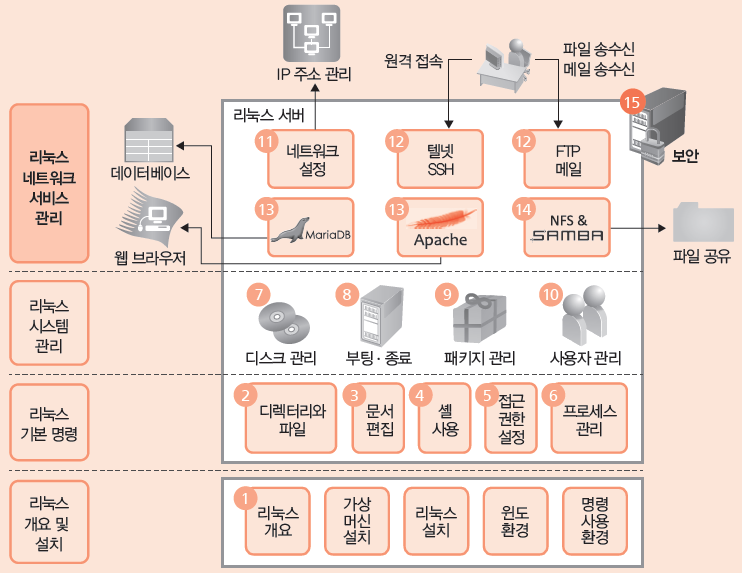 IP 주소 관리
원격 접속
파일 송수신
메일 송수신
리눅스
네트워크
서비스
관리
리눅스 서버
15
보안
데이터베이스
웹 브라우저
11
네트워크
설정
12
텔넷
SSH
12
FTP
메일
13
MariaDB
13
Apache
14
NFS &
SAMBA
파일 공유
리눅스
시스템
관리
7
디스크 관리
8
부팅·종료
9
패키지 관리
10
사용자 관리
리눅스
기본 명령
2
디렉터리와
파일
3
문서
편집
4
셸
사용
5
접근
권한
설정
6
프로세스
관리
리눅스
개요 및
설치
1
리눅스
개요
가상
머신
설치
리눅스
설치
윈도
환경
명령
사용
환경